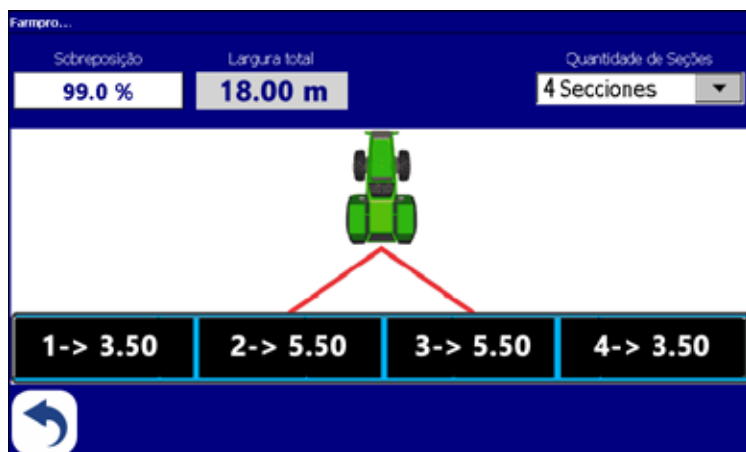 Farmpro...
Sobreposição
Largura total
Quantidade de Seções
99.0 %
18.00 m
4 Secciones
1-> 3.50
2-> 5.50
3-> 5.50
4-> 3.50